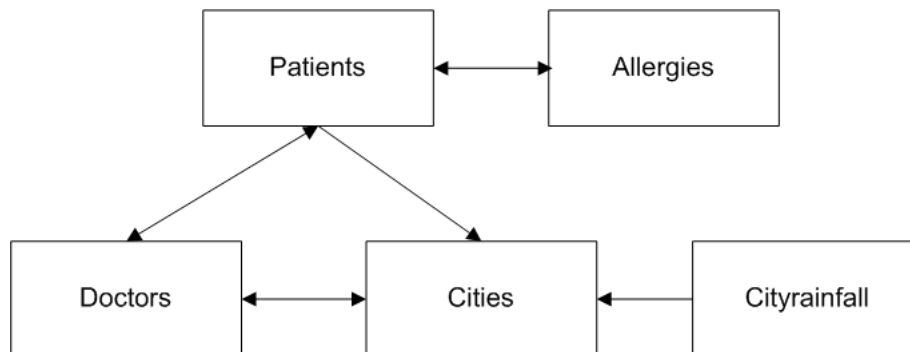 Patients
Allergies
Doctors
Cities
Cityrainfall